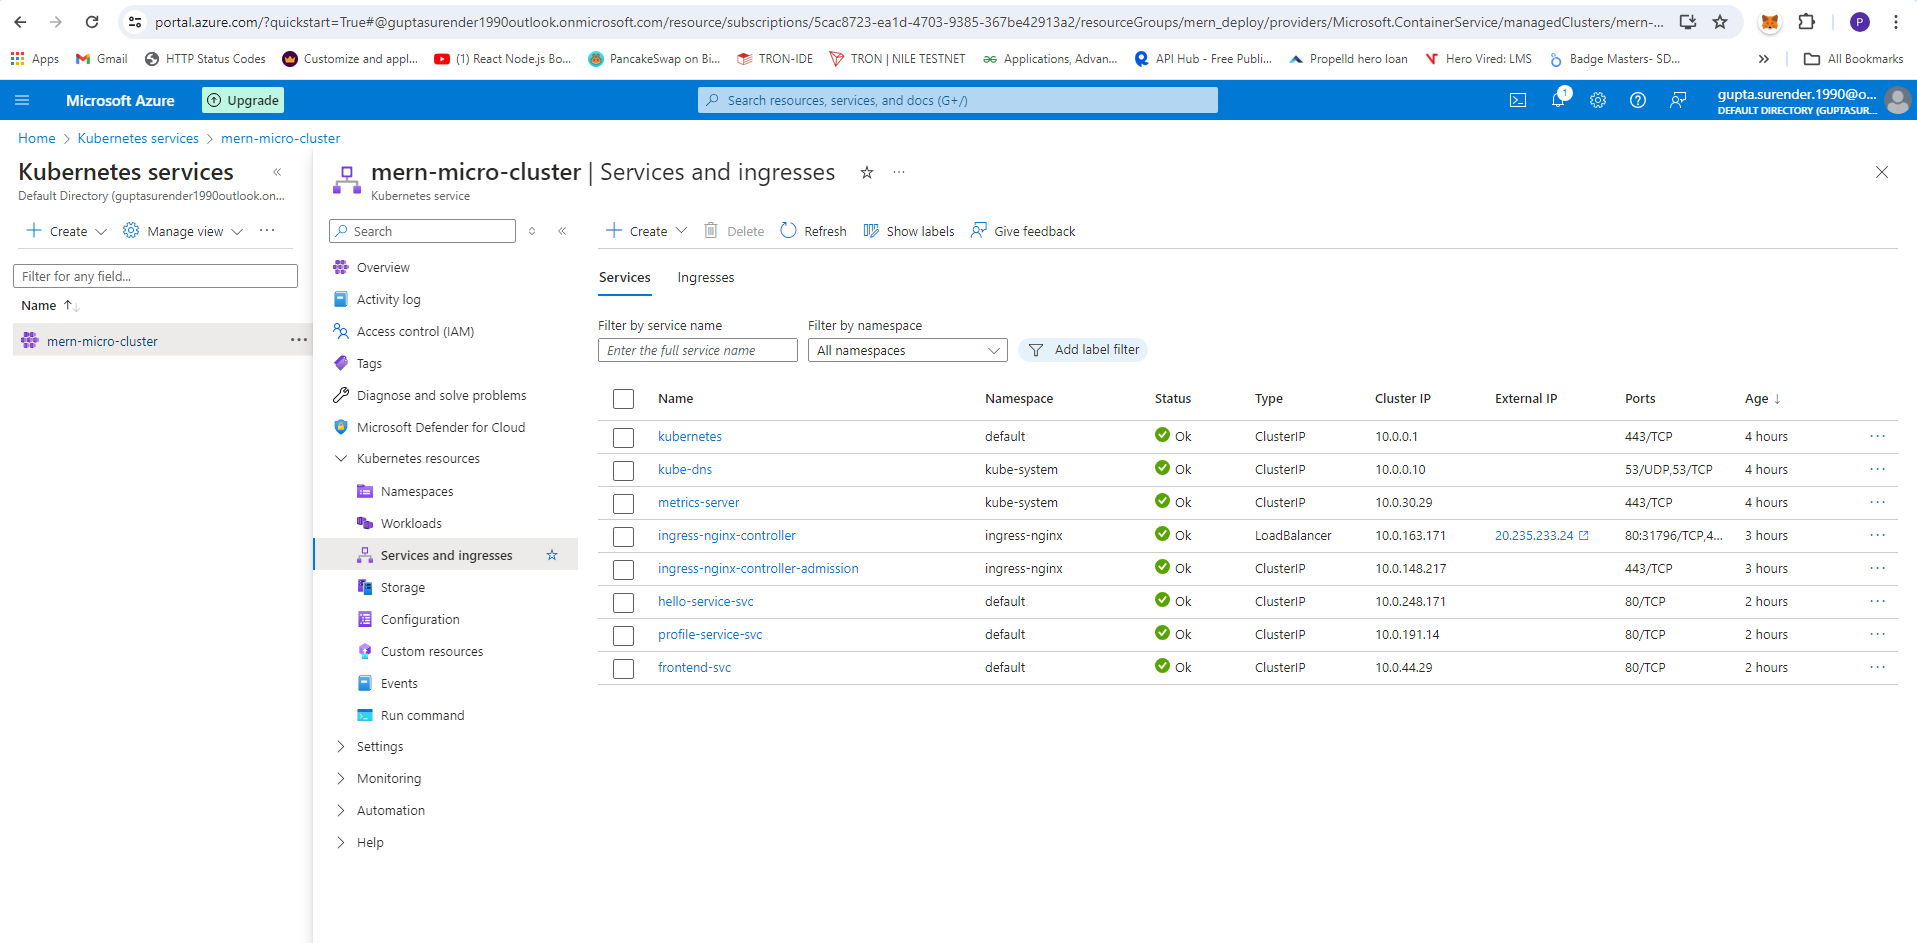 portal.azure.com/?quickstart=True#@guptasurender1990outlook.onmicrosoft.com/resource/subscriptions/5cac8723-ea1d-4703-9385-367be42913a2/resourceGroups/mern_deploy/providers/Microsoft.ContainerService/managedClusters/mern-...
P
Apps Gmail HTTP Status Codes Customize and appl... (1) React Node.js Bo... PancakeSwap on Bi... TRON-IDE TRON | NILE TESTNET Applications, Advan... API Hub - Free Publi... Propelld hero loan Hero Vired: LMS Badge Masters- SD... » All Bookmarks
Microsoft Azure Upgrade Search resources, services, and docs (G+/) 1 gupta.surender.1990@o...
DEFAULT DIRECTORY (GUPTASUR...
Home > Kubernetes services > mern-micro-cluster
Kubernetes services «
Default Directory (guptasurender1990outlook.on...
Create Manage view ...
Filter for any field...
Name
mern-micro-cluster ...
mern-micro-cluster | Services and ingresses ...
Kubernetes service
Search «
Overview
Activity log
Access control (IAM)
Tags
Diagnose and solve problems
Microsoft Defender for Cloud
Kubernetes resources
Namespaces
Workloads
Services and ingresses
Storage
Configuration
Custom resources
Events
Run command
Settings
Monitoring
Automation
Help
Create Delete Refresh Show labels Give feedback
Services Ingresses
Filter by service name Filter by namespace
Enter the full service name All namespaces Add label filter
Name Namespace Status Type Cluster IP External IP Ports Age ↓
kubernetes default Ok ClusterIP 10.0.0.1 443/TCP 4 hours ...
kube-dns kube-system Ok ClusterIP 10.0.0.10 53/UDP,53/TCP 4 hours ...
metrics-server kube-system Ok ClusterIP 10.0.30.29 443/TCP 4 hours ...
ingress-nginx-controller ingress-nginx Ok LoadBalancer 10.0.163.171 20.235.233.24 80:31796/TCP,4... 3 hours ...
ingress-nginx-controller-admission ingress-nginx Ok ClusterIP 10.0.148.217 443/TCP 3 hours ...
hello-service-svc default Ok ClusterIP 10.0.248.171 80/TCP 2 hours ...
profile-service-svc default Ok ClusterIP 10.0.191.14 80/TCP 2 hours ...
frontend-svc default Ok ClusterIP 10.0.44.29 80/TCP 2 hours ...